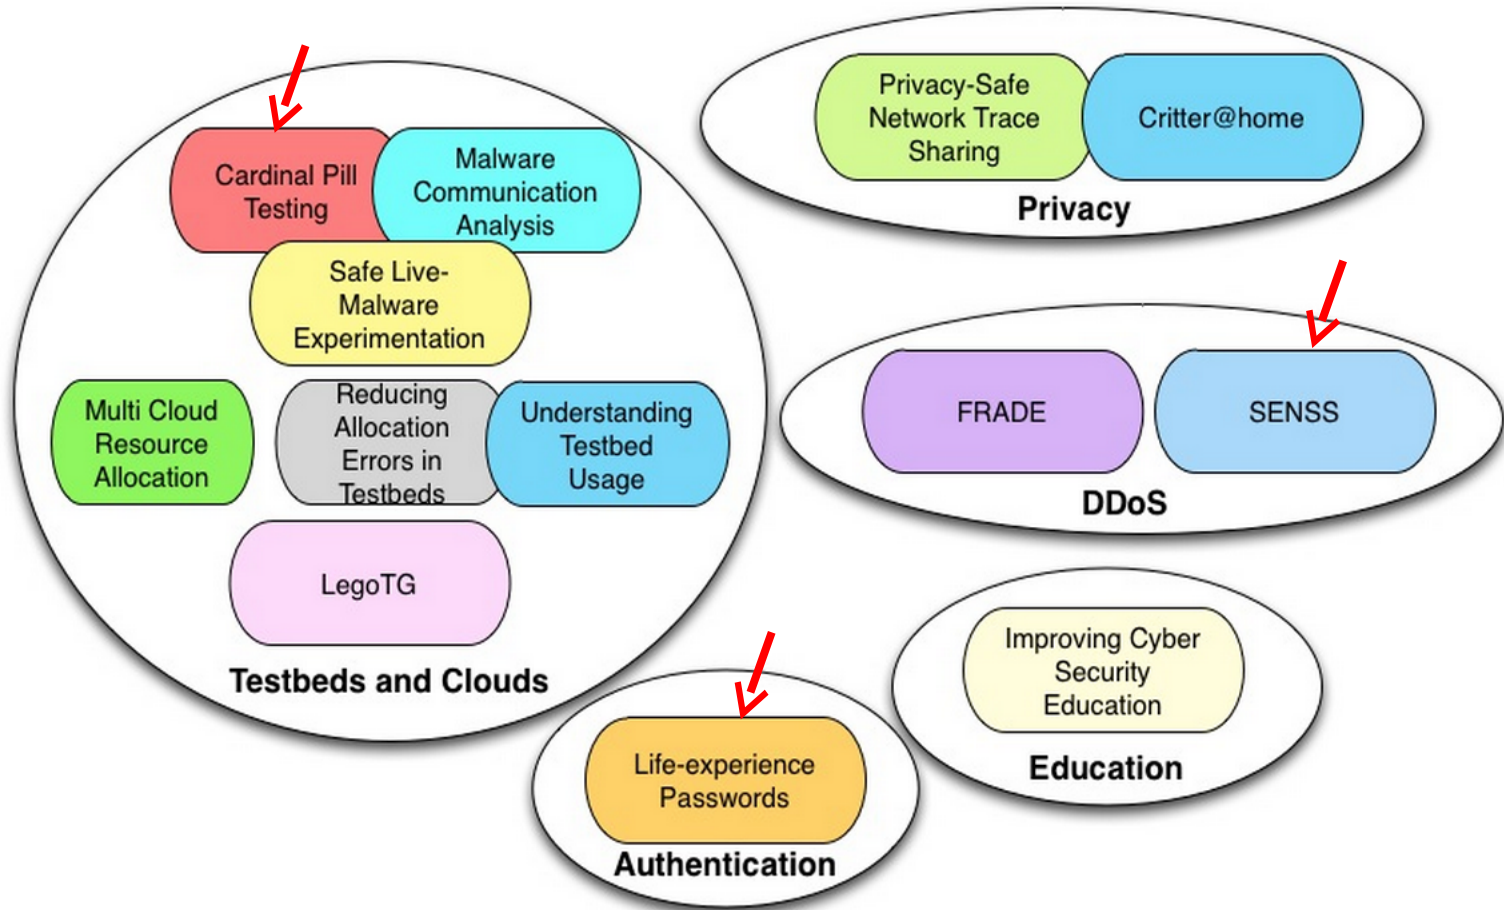 Cardinal Pill
Testing
Malware
Communication
Analysis
Safe Live-
Malware
Experimentation
Multi Cloud
Resource
Allocation
Reducing
Allocation
Errors in
Testbeds
Understanding
Testbed
Usage
LegoTG
Testbeds and Clouds
Privacy-Safe
Network Trace
Sharing
Critter@home
Privacy
FRADE
SENSS
DDoS
Improving Cyber
Security
Education
Education
Life-experience
Passwords
Authentication